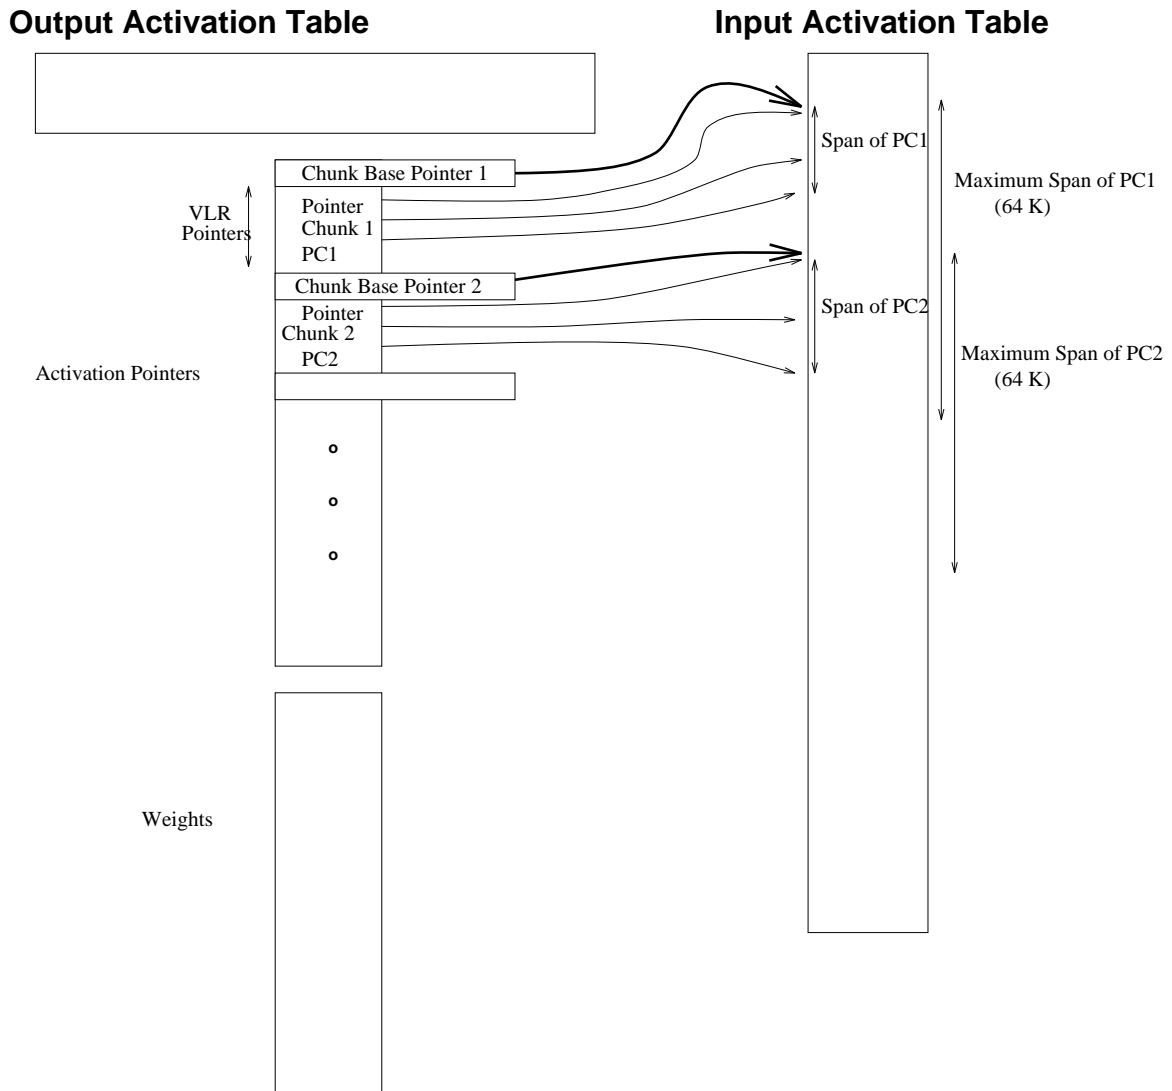 Output Activation Table
Input Activation Table
Chunk Base Pointer 1
VLR
Pointers
Pointer
Chunk 1
PC1
Chunk Base Pointer 2
Pointer
Chunk 2
PC2
Activation Pointers
o
o
o
Weights
Span of PC1
Maximum Span of PC1
(64 K)
Span of PC2
Maximum Span of PC2
(64 K)